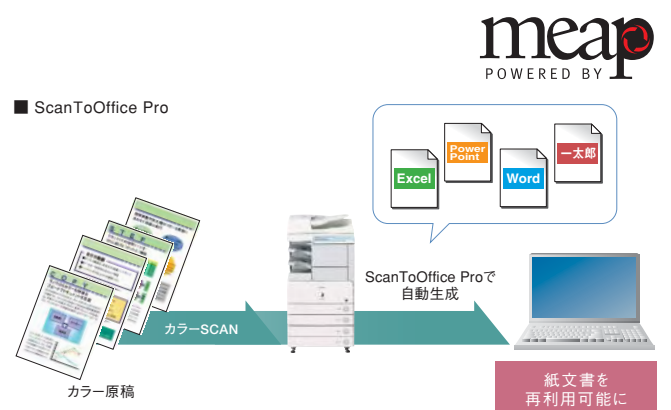 meap
POWERED BY
■ ScanToOffice Pro
Excel
Power
Point
Word
一太郎
STEP
COPY
カラーSCAN
ScanToOffice Proで
自動生成
カラー原稿
紙文書を
再利用可能に